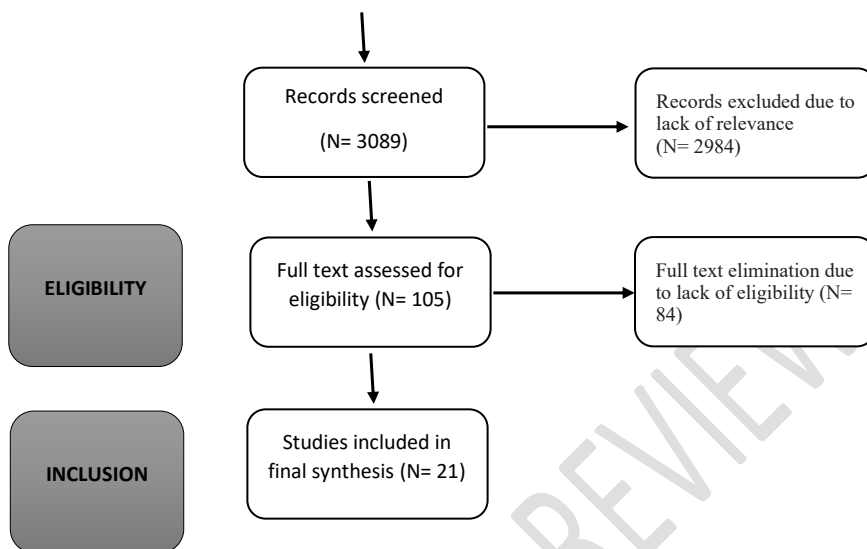 Records screened
(N= 3089)
Records excluded due to
lack of relevance
(N= 2984)
ELIGIBILITY
Full text assessed for
eligibility (N= 105)
Full text elimination due
to lack of eligibility (N=
84)
INCLUSION
Studies included in
final synthesis (N= 21)
REVIEW